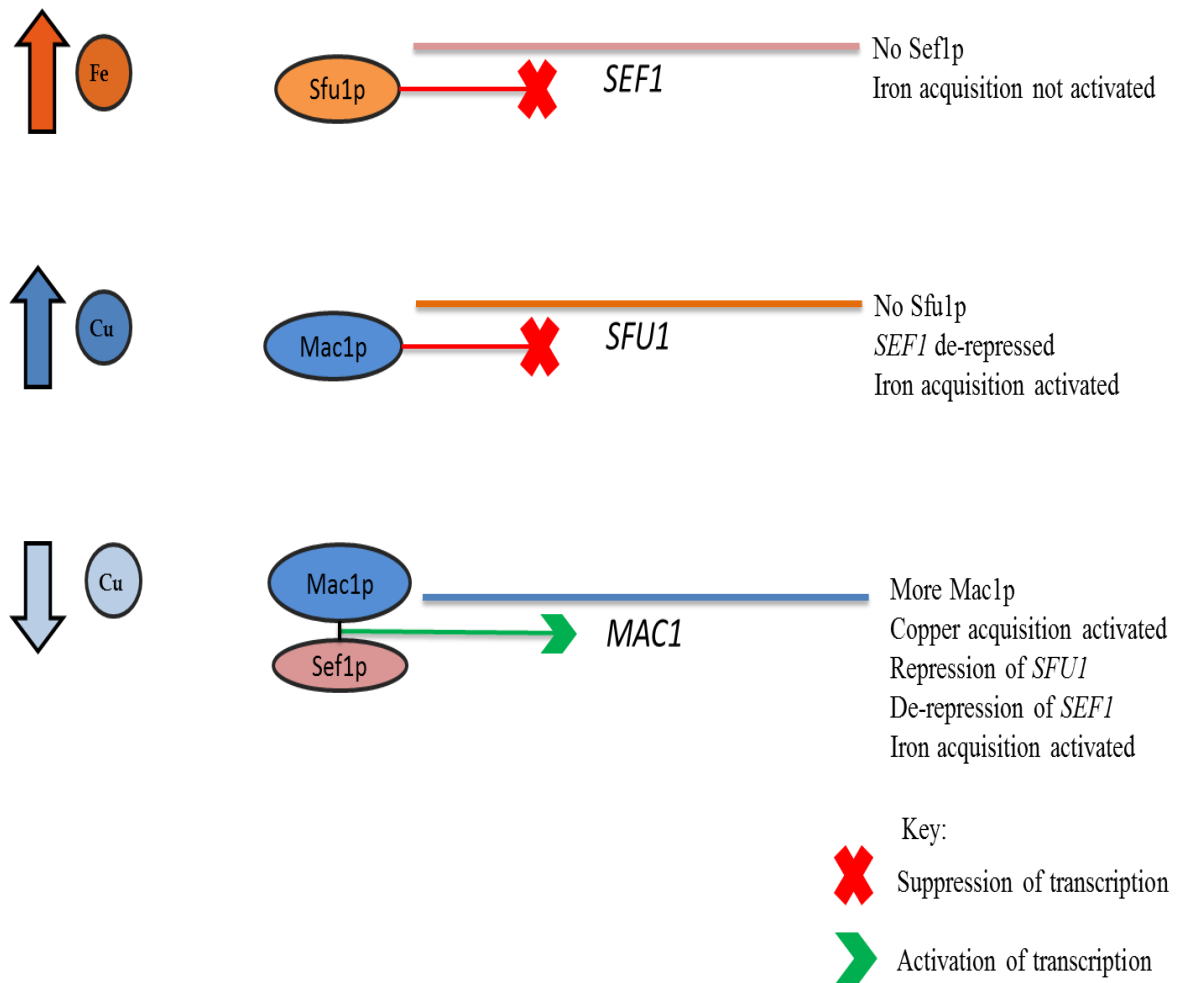 Fe
Sfu1p
SEF1
No Sef1p
Iron acquisition not activated
Cu
Mac1p
SFU1
No Sfu1p
SEF1 de-repressed
Iron acquisition activated
Cu
Mac1p
Sef1p
MAC1
More Mac1p
Copper acquisition activated
Repression of SFU1
De-repression of SEF1
Iron acquisition activated
Key:
Suppression of transcription
Activation of transcription